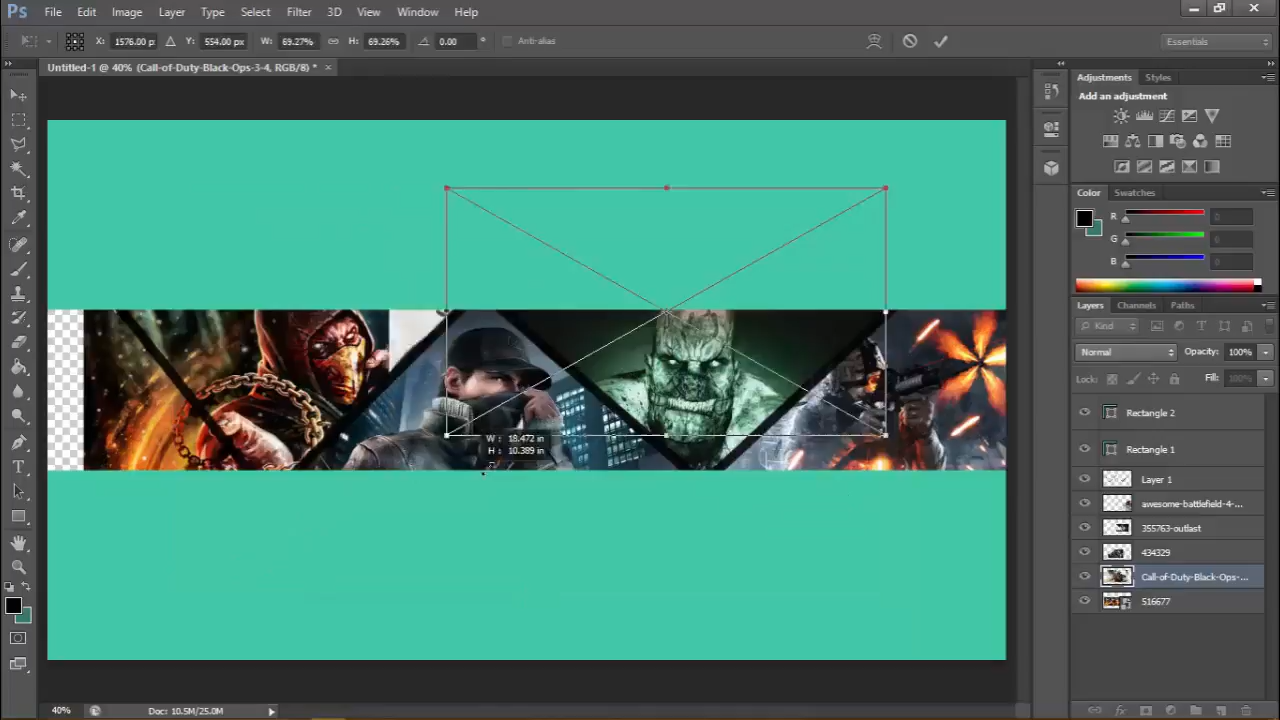 Ps File Edit Image Layer Type Select Filter 3D View Window Help
X: 1576.00 p Y: 554.00 px W: 69.27% H: 69.26% 0.00 ° Anti-alias Essentials
Untitled-1 @ 40% (Call-of-Duty-Black-Ops-3-4, RGB/8) * ×
Adjustments Styles
Add an adjustment
Color Swatches
R 0
G 0
B 0
Layers Channels Paths
Kind
Normal Opacity: 100%
Lock: Fill: 100%
Rectangle 2
Rectangle 1
Layer 1
awesome-battlefield-4-...
355763-outlast
434329
Call-of-Duty-Black-Ops-...
516677
W: 18.472 in
H: 10.389 in
40% Doc: 10.5M/25.0M